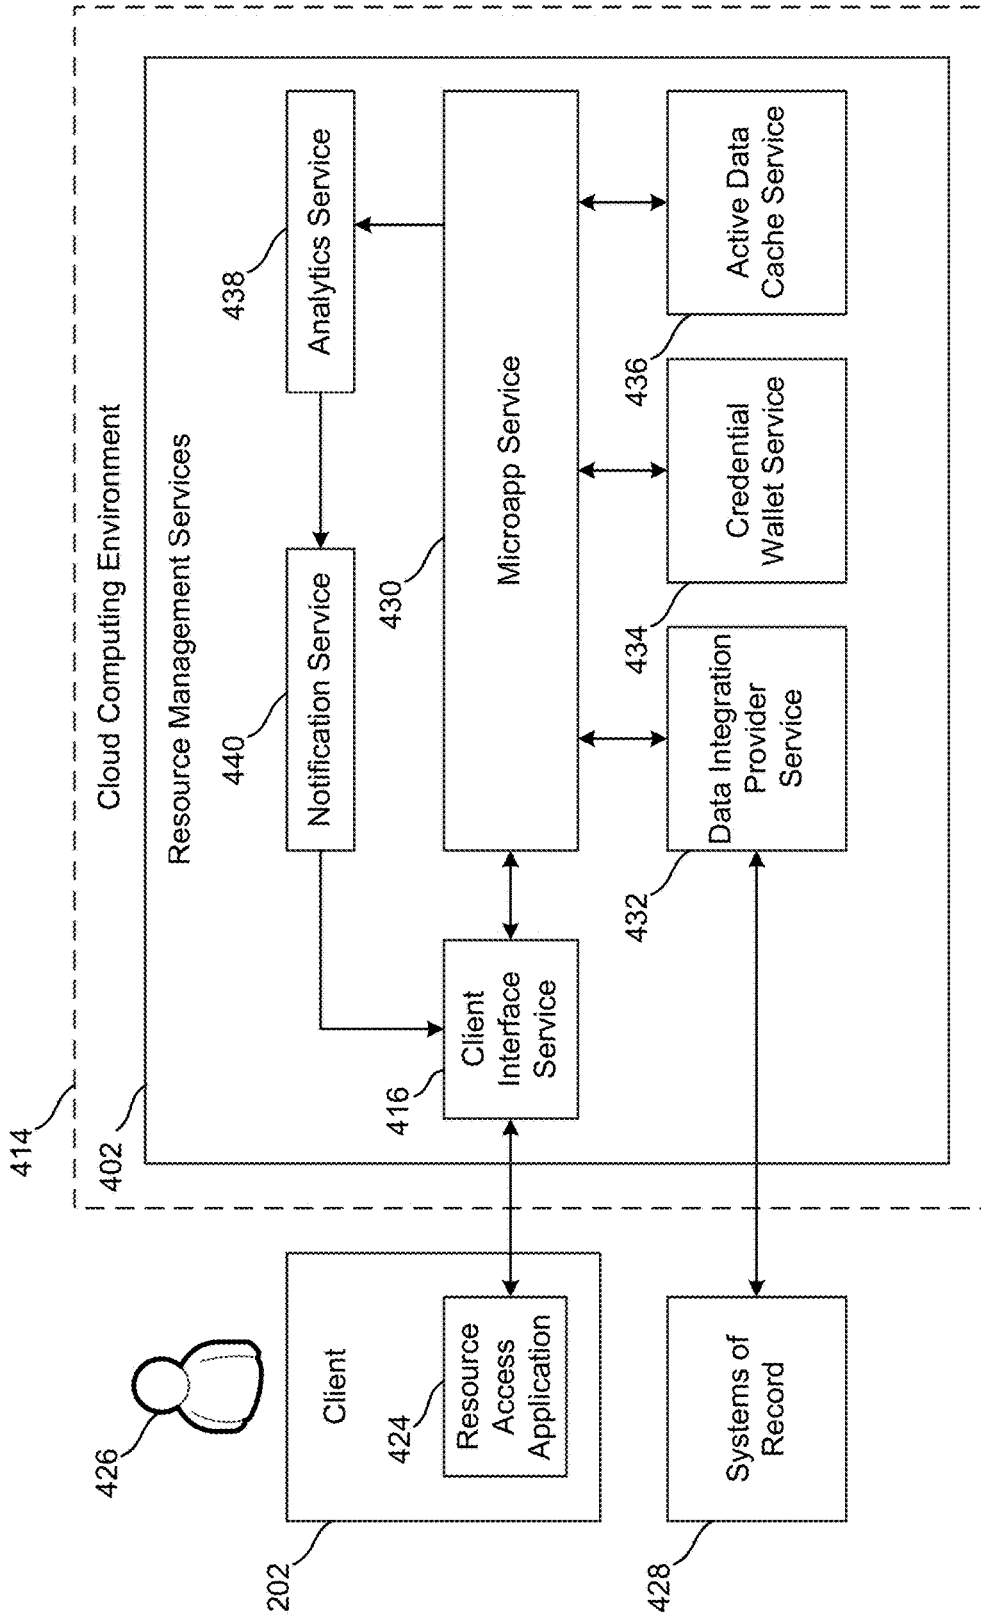 414
Cloud Computing Environment
402
Resource Management Services
426
202
Client
424
Resource
Access
Application
440
Notification Service
438
Analytics Service
416
Client
Interface
Service
430
Microapp Service
428
Systems of
Record
432
Data Integration
Provider
Service
434
Credential
Wallet Service
436
Active Data
Cache Service